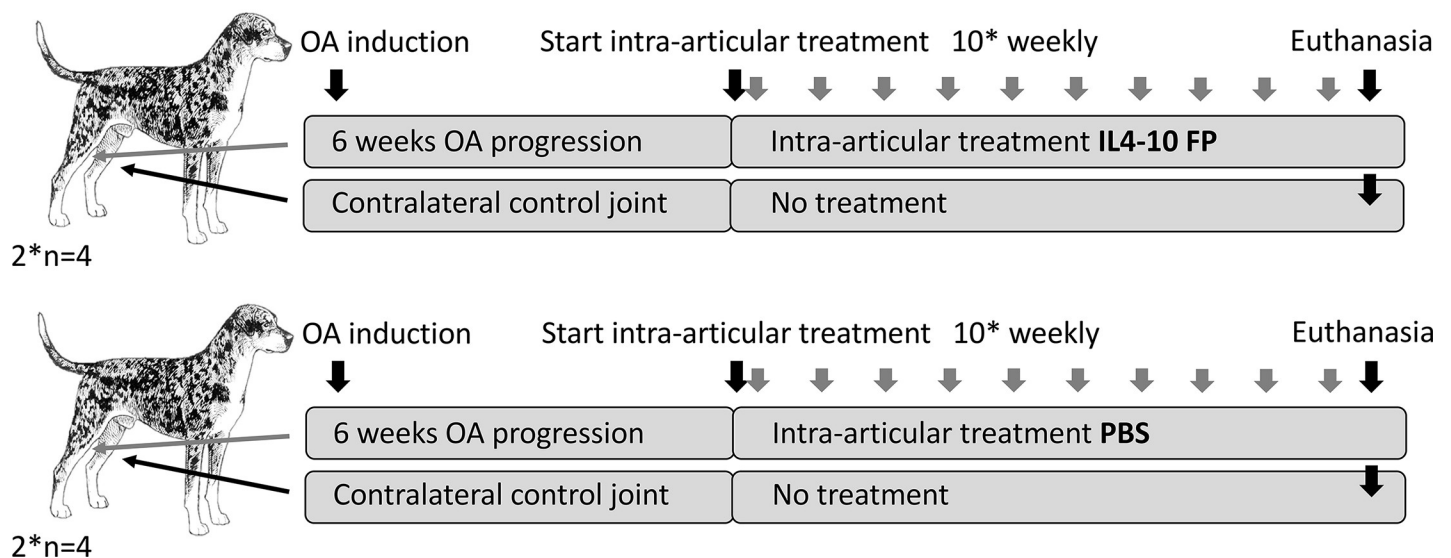 OA induction Start intra-articular treatment 10* weekly Euthanasia
6 weeks OA progression Intra-articular treatment IL4-10 FP
Contralateral control joint No treatment
2*n=4
OA induction Start intra-articular treatment 10* weekly Euthanasia
6 weeks OA progression Intra-articular treatment PBS
Contralateral control joint No treatment
2*n=4